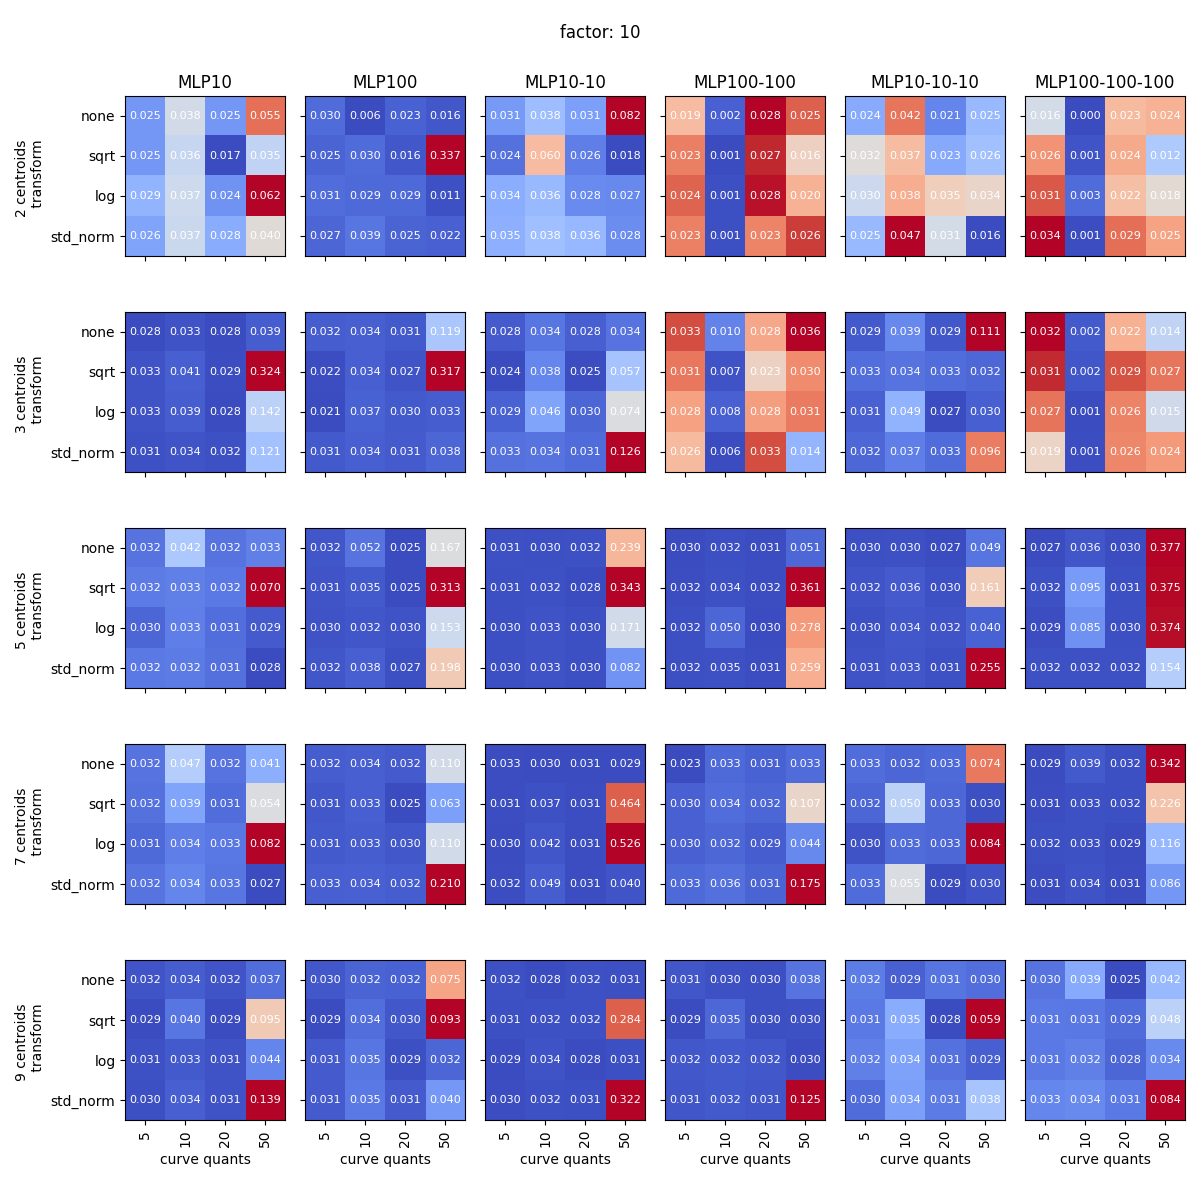 factor: 10
MLP10 MLP100 MLP10-10 MLP100-100 MLP10-10-10 MLP100-100-100
2 centroids
transform
none 0.025 0.038 0.025 0.055 0.030 0.006 0.023 0.016 0.031 0.038 0.031 0.082 0.019 0.002 0.028 0.025 0.024 0.042 0.021 0.025 0.016 0.000 0.023 0.024
sqrt 0.025 0.036 0.017 0.035 0.025 0.030 0.016 0.337 0.024 0.060 0.026 0.018 0.023 0.001 0.027 0.016 0.032 0.037 0.023 0.026 0.026 0.001 0.024 0.012
log 0.029 0.037 0.024 0.062 0.031 0.029 0.029 0.011 0.034 0.036 0.028 0.027 0.024 0.001 0.028 0.020 0.030 0.038 0.035 0.034 0.031 0.003 0.022 0.018
std_norm 0.026 0.037 0.028 0.040 0.027 0.039 0.025 0.022 0.035 0.038 0.036 0.028 0.023 0.001 0.023 0.026 0.025 0.047 0.031 0.016 0.034 0.001 0.029 0.025
3 centroids
transform
none 0.028 0.033 0.028 0.039 0.032 0.034 0.031 0.119 0.028 0.034 0.028 0.034 0.033 0.010 0.028 0.036 0.029 0.039 0.029 0.111 0.032 0.002 0.022 0.014
sqrt 0.033 0.041 0.029 0.324 0.022 0.034 0.027 0.317 0.024 0.038 0.025 0.057 0.031 0.007 0.023 0.030 0.033 0.034 0.033 0.032 0.031 0.002 0.029 0.027
log 0.033 0.039 0.028 0.142 0.021 0.037 0.030 0.033 0.029 0.046 0.030 0.074 0.028 0.008 0.028 0.031 0.031 0.049 0.027 0.030 0.027 0.001 0.026 0.015
std_norm 0.031 0.034 0.032 0.121 0.031 0.034 0.031 0.038 0.033 0.034 0.031 0.126 0.026 0.006 0.033 0.014 0.032 0.037 0.033 0.096 0.019 0.001 0.026 0.024
5 centroids
transform
none 0.032 0.042 0.032 0.033 0.032 0.052 0.025 0.167 0.031 0.030 0.032 0.239 0.030 0.032 0.031 0.051 0.030 0.030 0.027 0.049 0.027 0.036 0.030 0.377
sqrt 0.032 0.033 0.032 0.070 0.031 0.035 0.025 0.313 0.031 0.032 0.028 0.343 0.032 0.034 0.032 0.361 0.032 0.036 0.030 0.161 0.032 0.095 0.031 0.375
log 0.030 0.033 0.031 0.029 0.030 0.032 0.030 0.153 0.030 0.033 0.030 0.171 0.032 0.050 0.030 0.278 0.030 0.034 0.032 0.040 0.029 0.085 0.030 0.374
std_norm 0.032 0.032 0.031 0.028 0.032 0.038 0.027 0.198 0.030 0.033 0.030 0.082 0.032 0.035 0.031 0.259 0.031 0.033 0.031 0.255 0.032 0.032 0.032 0.154
7 centroids
transform
none 0.032 0.047 0.032 0.041 0.032 0.034 0.032 0.110 0.033 0.030 0.031 0.029 0.023 0.033 0.031 0.033 0.033 0.032 0.033 0.074 0.029 0.039 0.032 0.342
sqrt 0.032 0.039 0.031 0.054 0.031 0.033 0.025 0.063 0.031 0.037 0.031 0.464 0.030 0.034 0.032 0.107 0.032 0.050 0.033 0.030 0.031 0.033 0.032 0.226
log 0.031 0.034 0.033 0.082 0.031 0.033 0.030 0.110 0.030 0.042 0.031 0.526 0.030 0.032 0.029 0.044 0.030 0.033 0.033 0.084 0.032 0.033 0.029 0.116
std_norm 0.032 0.034 0.033 0.027 0.033 0.034 0.032 0.210 0.032 0.049 0.031 0.040 0.033 0.036 0.031 0.175 0.033 0.055 0.029 0.030 0.031 0.034 0.031 0.086
9 centroids
transform
none 0.032 0.034 0.032 0.037 0.030 0.032 0.032 0.075 0.032 0.028 0.032 0.031 0.031 0.030 0.030 0.038 0.032 0.029 0.031 0.030 0.030 0.039 0.025 0.042
sqrt 0.029 0.040 0.029 0.095 0.029 0.034 0.030 0.093 0.031 0.032 0.032 0.284 0.029 0.035 0.030 0.030 0.031 0.035 0.028 0.059 0.031 0.031 0.029 0.048
log 0.031 0.033 0.031 0.044 0.031 0.035 0.029 0.032 0.029 0.034 0.028 0.031 0.032 0.032 0.032 0.030 0.032 0.034 0.031 0.029 0.031 0.032 0.028 0.034
std_norm 0.030 0.034 0.031 0.139 0.031 0.035 0.031 0.040 0.030 0.032 0.031 0.322 0.031 0.032 0.031 0.125 0.030 0.034 0.031 0.038 0.033 0.034 0.031 0.084
5 10 20 50 5 10 20 50 5 10 20 50 5 10 20 50 5 10 20 50 5 10 20 50
curve quants curve quants curve quants curve quants curve quants curve quants